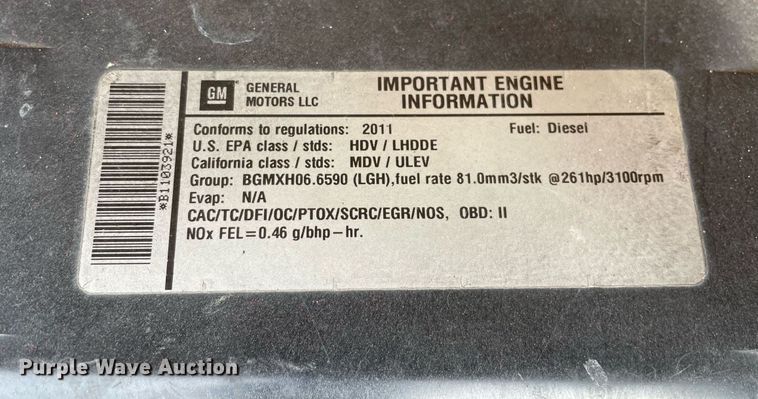 GM GENERAL MOTORS LLC
IMPORTANT ENGINE INFORMATION
Conforms to regulations: 2011 Fuel: Diesel
U.S. EPA class / stds: HDV / LHDDE
California class / stds: MDV / ULEV
Group: BGMXH06.6590 (LGH),fuel rate 81.0mm3/stk @261hp/3100rpm
Evap: N/A
CAC/TC/DFI/OC/PTOX/SCRC/EGR/NOS, OBD: II
NOx FEL=0.46 g/bhp-hr.
*B1103921*
Purple Wave Auction